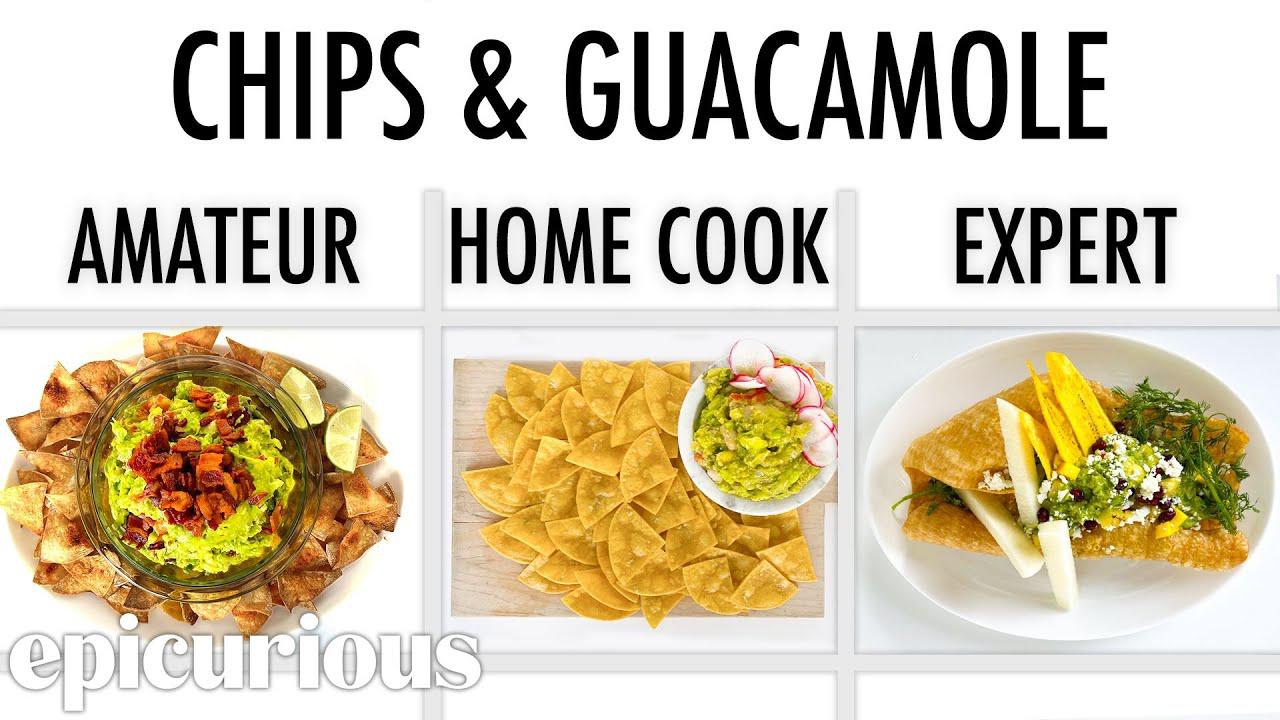 CHIPS & GUACAMOLE
AMATEUR
HOME COOK
EXPERT
epicurious